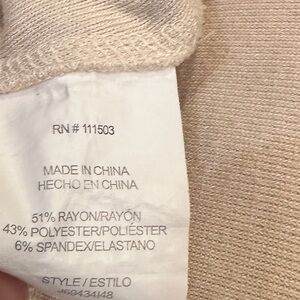 RN # 111503
MADE IN CHINA
HECHO EN CHINA
51% RAYON/RAYÓN
43% POLYESTER/POLIÉSTER
6% SPANDEX/ELASTANO
STYLE / ESTILO